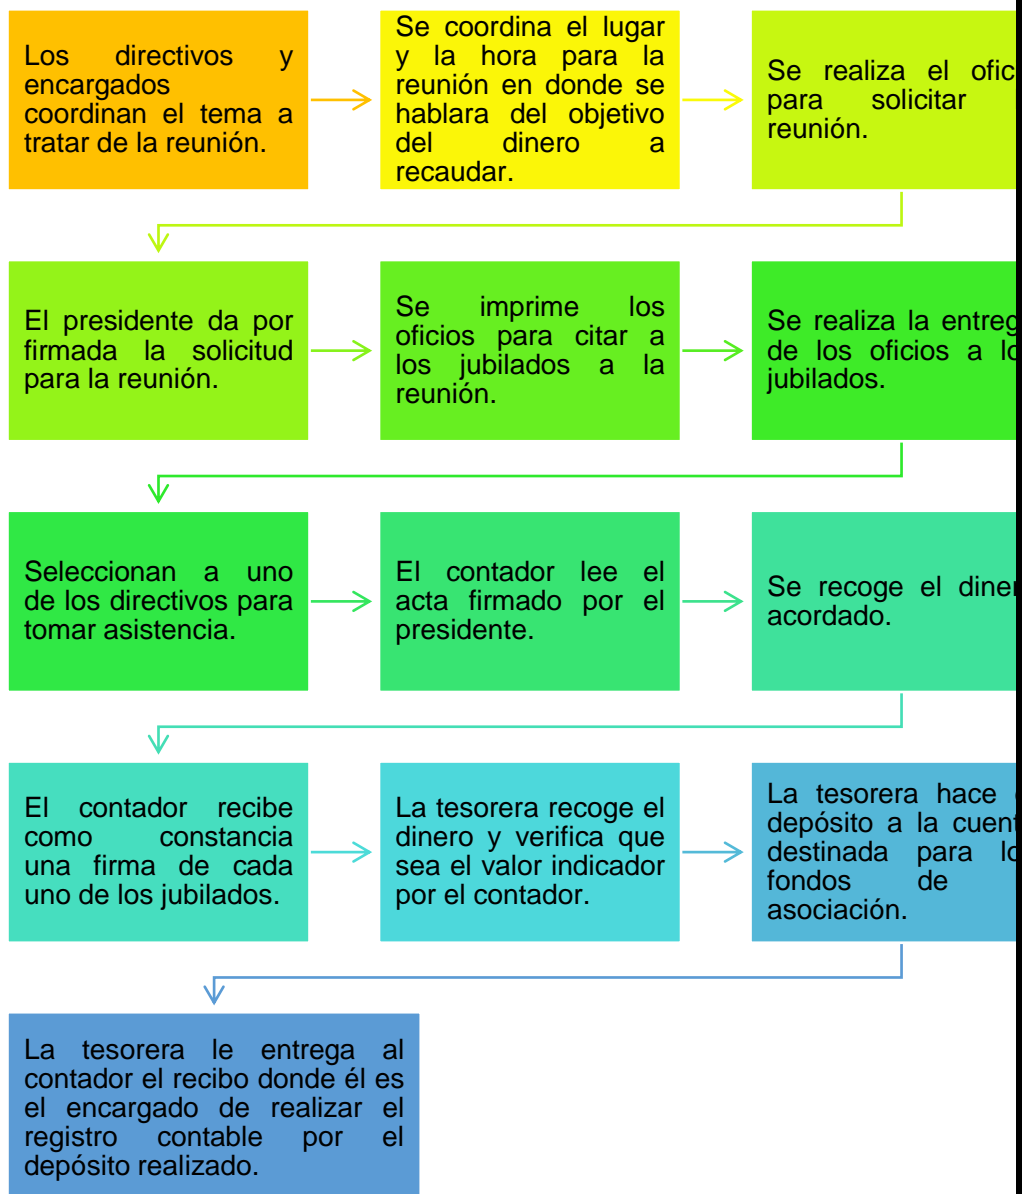 Los directivos y
encargados
coordinan el tema a
tratar de la reunión.
Se coordina el lugar
y la hora para la
reunión en donde se
hablara del objetivo
del dinero a
recaudar.
Se realiza el ofic
para solicitar
reunión.
El presidente da por
firmada la solicitud
para la reunión.
Se imprime los
oficios para citar a
los jubilados a la
reunión.
Se realiza la entreg
de los oficios a lo
jubilados.
Seleccionan a uno
de los directivos para
tomar asistencia.
El contador lee el
acta firmado por el
presidente.
Se recoge el diner
acordado.
El contador recibe
como constancia
una firma de cada
uno de los jubilados.
La tesorera recoge el
dinero y verifica que
sea el valor indicador
por el contador.
La tesorera hace
depósito a la cuent
destinada para lo
fondos de
asociación.
La tesorera le entrega al
contador el recibo donde él es
el encargado de realizar el
registro contable por el
depósito realizado.